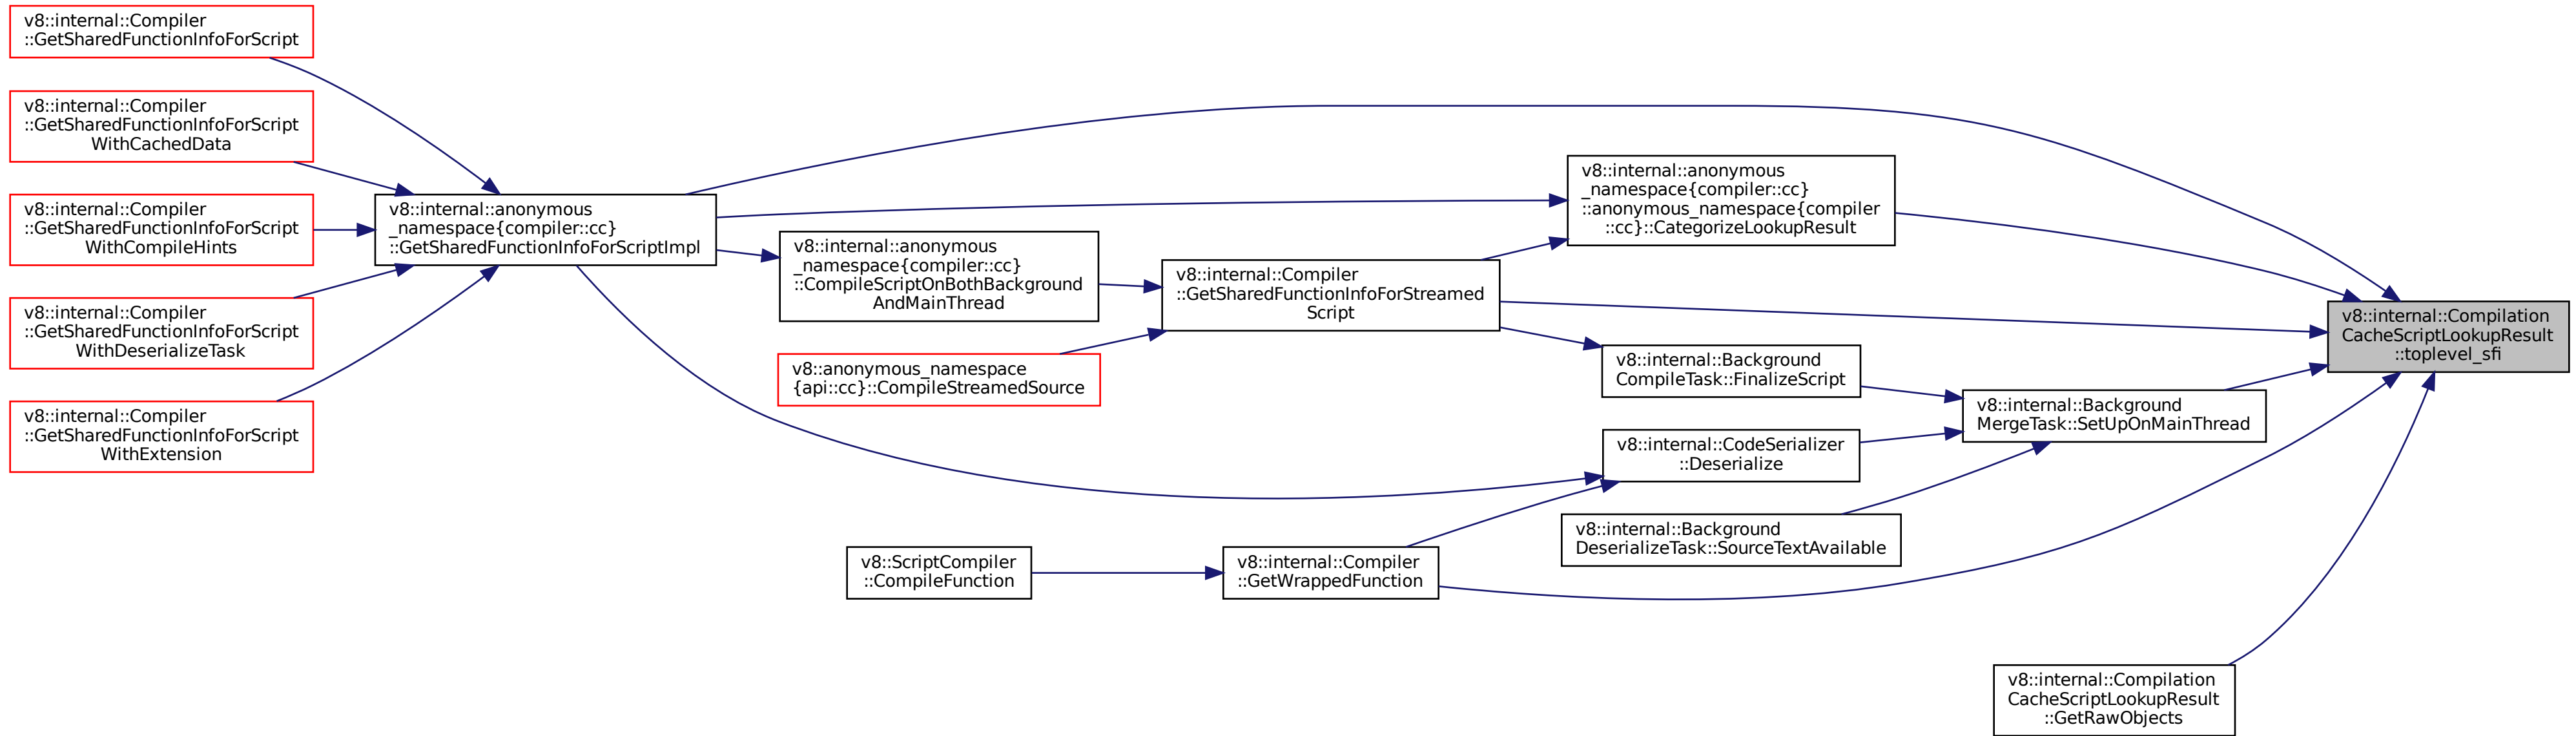 v8::internal::Compiler
::GetSharedFunctionInfoForScript
v8::internal::Compiler
::GetSharedFunctionInfoForScript
WithCachedData
v8::internal::Compiler
::GetSharedFunctionInfoForScript
WithCompileHints
v8::internal::Compiler
::GetSharedFunctionInfoForScript
WithDeserializeTask
v8::internal::Compiler
::GetSharedFunctionInfoForScript
WithExtension
v8::internal::anonymous
_namespace{compiler::cc}
::GetSharedFunctionInfoForScriptImpl
v8::internal::anonymous
_namespace{compiler::cc}
::CompileScriptOnBothBackground
AndMainThread
v8::anonymous_namespace
{api::cc}::CompileStreamedSource
v8::ScriptCompiler
::CompileFunction
v8::internal::Compiler
::GetSharedFunctionInfoForStreamed
Script
v8::internal::Compiler
::GetWrappedFunction
v8::internal::anonymous
_namespace{compiler::cc}
::anonymous_namespace{compiler
::cc}::CategorizeLookupResult
v8::internal::Background
CompileTask::FinalizeScript
v8::internal::CodeSerializer
::Deserialize
v8::internal::Background
DeserializeTask::SourceTextAvailable
v8::internal::Background
MergeTask::SetUpOnMainThread
v8::internal::Compilation
CacheScriptLookupResult
::GetRawObjects
v8::internal::Compilation
CacheScriptLookupResult
::toplevel_sfi